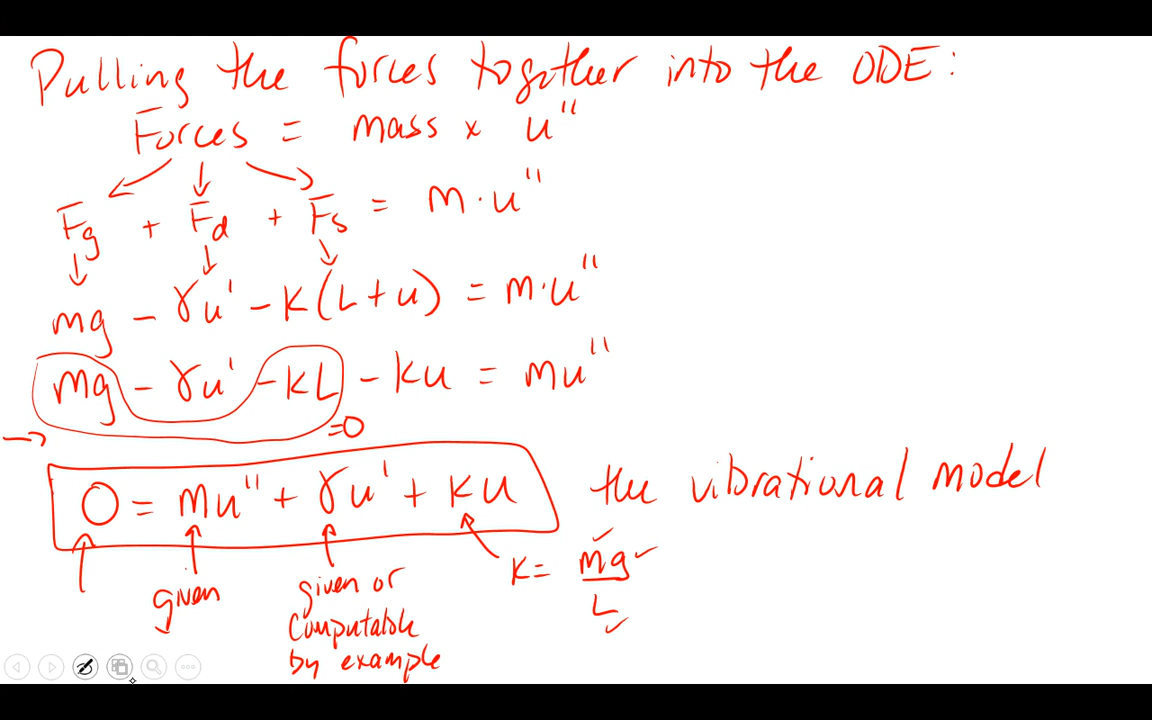 Pulling the forces together into the ODE:
Forces = mass × u''
Fg + Fd + Fs = m·u''
mg - γu' - K(L+u) = m·u''
mg - γu' - KL - Ku = mu''
=0
0 = mu'' + γu' + Ku the vibrational model
given
given or
computable
by example
K = mg/L